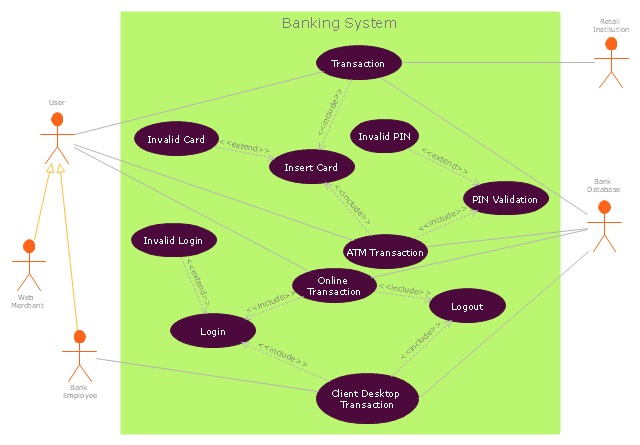 Banking System
Retail
Institution
Transaction
<<include>>
User
Invalid Card
<<extend>>
Invalid PIN
Insert Card
<<extend>>
Bank
Database
PIN Validation
<<include>>
<<include>>
Invalid Login
ATM Transaction
<<extend>>
Online
Transaction
<<include>>
<<include>>
Logout
Web
Merchant
Login
<<include>>
<<include>>
Bank
Employee
Client Desktop
Transaction